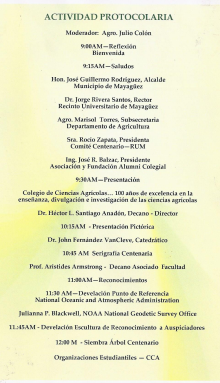 ACTIVIDAD PROTOCOLARIA
Moderador: Agro. Julio Colón
9:00AM—Reflexión
Bienvenida
9:15AM—Saludos
Hon. José Guillermo Rodríguez, Alcalde
Municipio de Mayagüez
Dr. Jorge Rivera Santos, Rector
Recinto Universitario de Mayagüez
Agro. Marisol Torres, Subsecretaria
Departamento de Agricultura
Sra. Rocío Zapata, Presidenta
Comité Centenario—RUM
Ing. José R. Balzac, Presidente
Asociación y Fundación Alumni Colegial
9:30AM—Presentación
Colegio de Ciencias Agrícolas... 100 años de excelencia en la
enseñanza, divulgación e investigación de las ciencias agrícolas
Dr. Héctor L. Santiago Anadón, Decano - Director
10:15AM - Presentación Pictórica
Dr. John Fernández VanCleve, Catedrático
10:45 AM Serigrafía Centenaria
Prof. Arístides Armstrong - Decano Asociado Facultad
11:00AM—Reconocimientos
11:30 AM—Develación Punto de Referencia
National Oceanic and Atmospheric Administration
Julianna P. Blackwell, NOAA National Geodetic Survey Office
11:45AM - Develación Escultura de Reconocimiento a Auspiciadores
12:00 M - Siembra Árbol Centenario
Organizaciones Estudiantiles — CCA